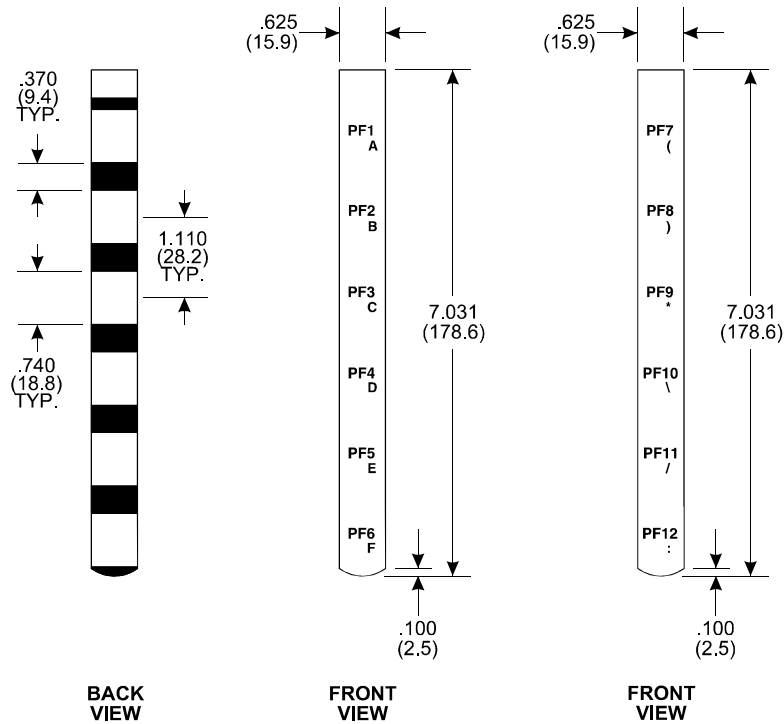 .370
(9.4)
TYP.
1.110
(28.2)
TYP.
.740
(18.8)
TYP.
BACK
VIEW
.625
(15.9)
PF1
A
PF2
B
PF3
C
PF4
D
PF5
E
PF6
F
7.031
(178.6)
.100
(2.5)
FRONT
VIEW
.625
(15.9)
PF7
(
PF8
)
PF9
*
PF10
\
PF11
/
PF12
:
7.031
(178.6)
.100
(2.5)
FRONT
VIEW